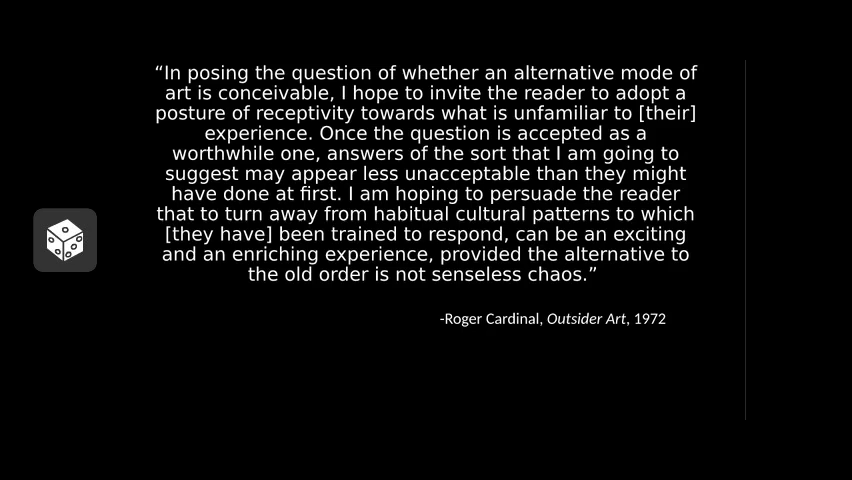 “In posing the question of whether an alternative mode of
art is conceivable, I hope to invite the reader to adopt a
posture of receptivity towards what is unfamiliar to [their]
experience. Once the question is accepted as a
worthwhile one, answers of the sort that I am going to
suggest may appear less unacceptable than they might
have done at first. I am hoping to persuade the reader
that to turn away from habitual cultural patterns to which
[they have] been trained to respond, can be an exciting
and an enriching experience, provided the alternative to
the old order is not senseless chaos.”
-Roger Cardinal, Outsider Art, 1972